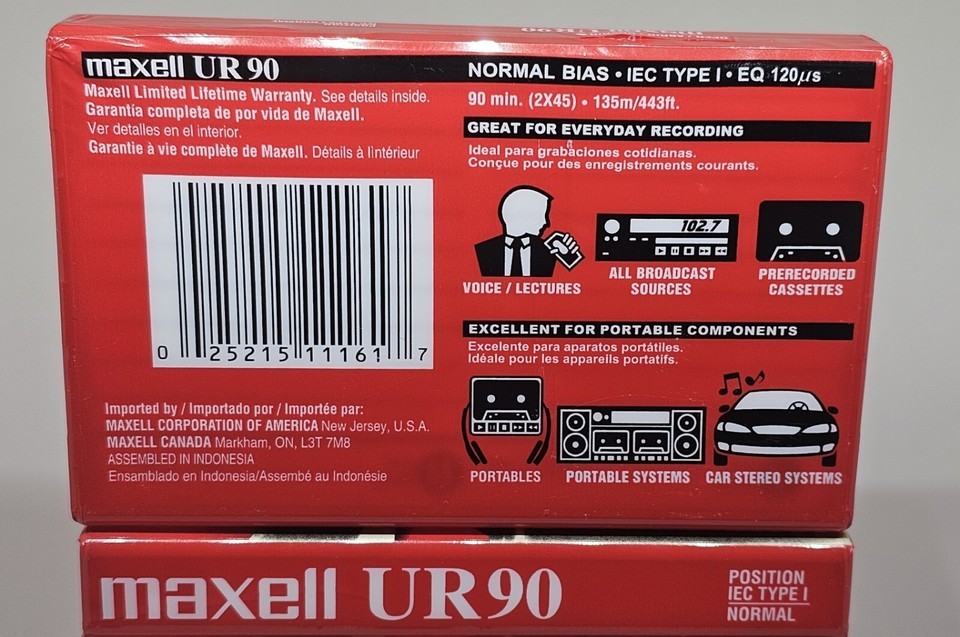 maxell UR 90
Maxell Limited Lifetime Warranty. See details inside.
Garantía completa de por vida de Maxell.
Ver detalles en el interior.
Garantie à vie complète de Maxell. Détails à l'intérieur
0 25215 11161 7
Imported by / Importado por / Importée par:
MAXELL CORPORATION OF AMERICA New Jersey, U.S.A.
MAXELL CANADA Markham, ON, L3T 7M8
ASSEMBLED IN INDONESIA
Ensamblado en Indonesia/Assembé au Indonésie
NORMAL BIAS • IEC TYPE I • EQ 120µs
90 min. (2X45) • 135m/443ft.
GREAT FOR EVERYDAY RECORDING
Ideal para grabaciones cotidianas.
Conçue pour des enregistrements courants.
102.7
VOICE / LECTURES
ALL BROADCAST
SOURCES
PRERECORDED
CASSETTES
EXCELLENT FOR PORTABLE COMPONENTS
Excelente para aparatos portátiles.
Idéale pour les appareils portatifs.
PORTABLES
PORTABLE SYSTEMS
CAR STEREO SYSTEMS
maxell UR 90
POSITION
IEC TYPE I
NORMAL